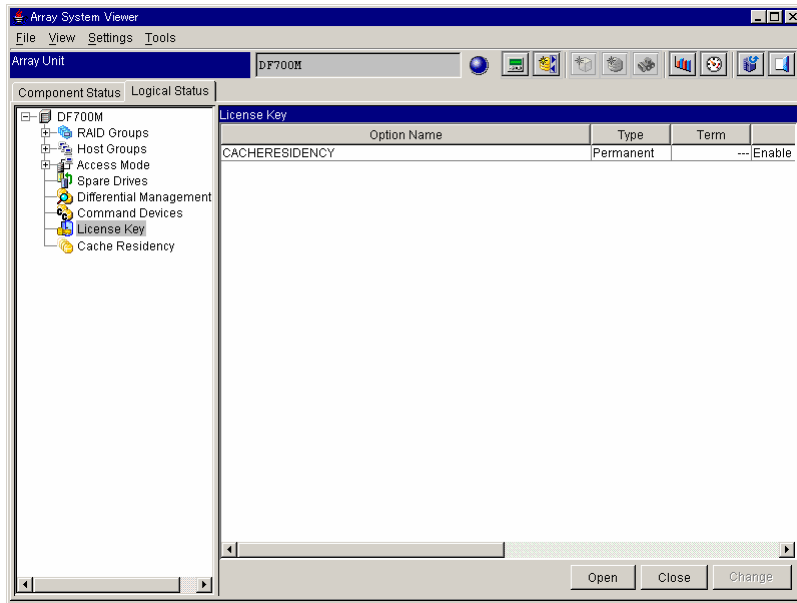 Array System Viewer
File View Settings Tools
Array Unit
DF700M
Component Status Logical Status
DF700M
RAID Groups
Host Groups
Access Mode
Spare Drives
Differential Management
Command Devices
License Key
Cache Residency
License Key
Option Name Type Term
CACHERESIDENCY Permanent --- Enable
Open Close Change